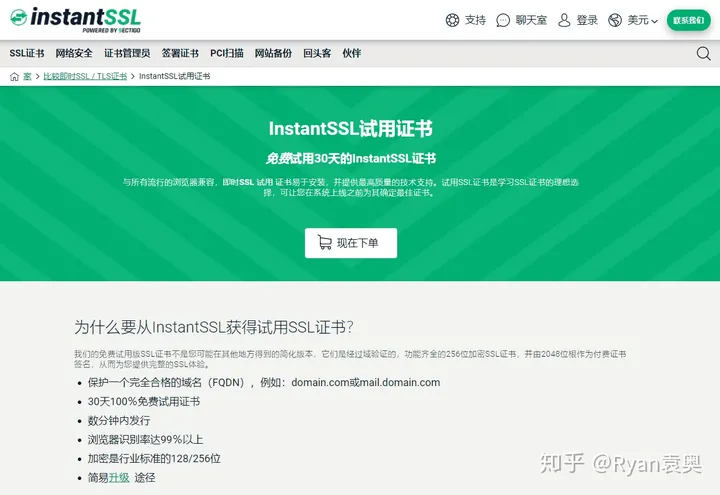 instantSSL
POWERED BY SECTIGO
支持 聊天室 登录 美元 联系我们
SSL证书 网络安全 证书管理员 签署证书 PCI扫描 网站备份 回头客 伙伴
家 > 比较即时SSL / TLS证书 > InstantSSL试用证书
InstantSSL试用证书
免费试用30天的InstantSSL证书
与所有流行的浏览器兼容，即时SSL 试用 证书易于安装，并提供最高质量的技术支持。试用SSL证书是学习SSL证书的理想选
择，可让您在系统上线之前为其确定最佳证书。
现在下单
为什么要从InstantSSL获得试用SSL证书？
我们的免费试用版SSL证书不是您可能在其他地方得到的简化版本，它们是经过域验证的，功能齐全的256位加密SSL证书，并由2048位根作为付费证书
签名，从而为您提供完整的SSL体验。
• 保护一个完全合格的域名（FQDN），例如：domain.com或mail.domain.com
• 30天100％免费试用证书
• 数分钟内发行
• 浏览器识别率达99％以上
• 加密是行业标准的128/256位
• 简易升级 途径
知乎 @Ryan袁奥